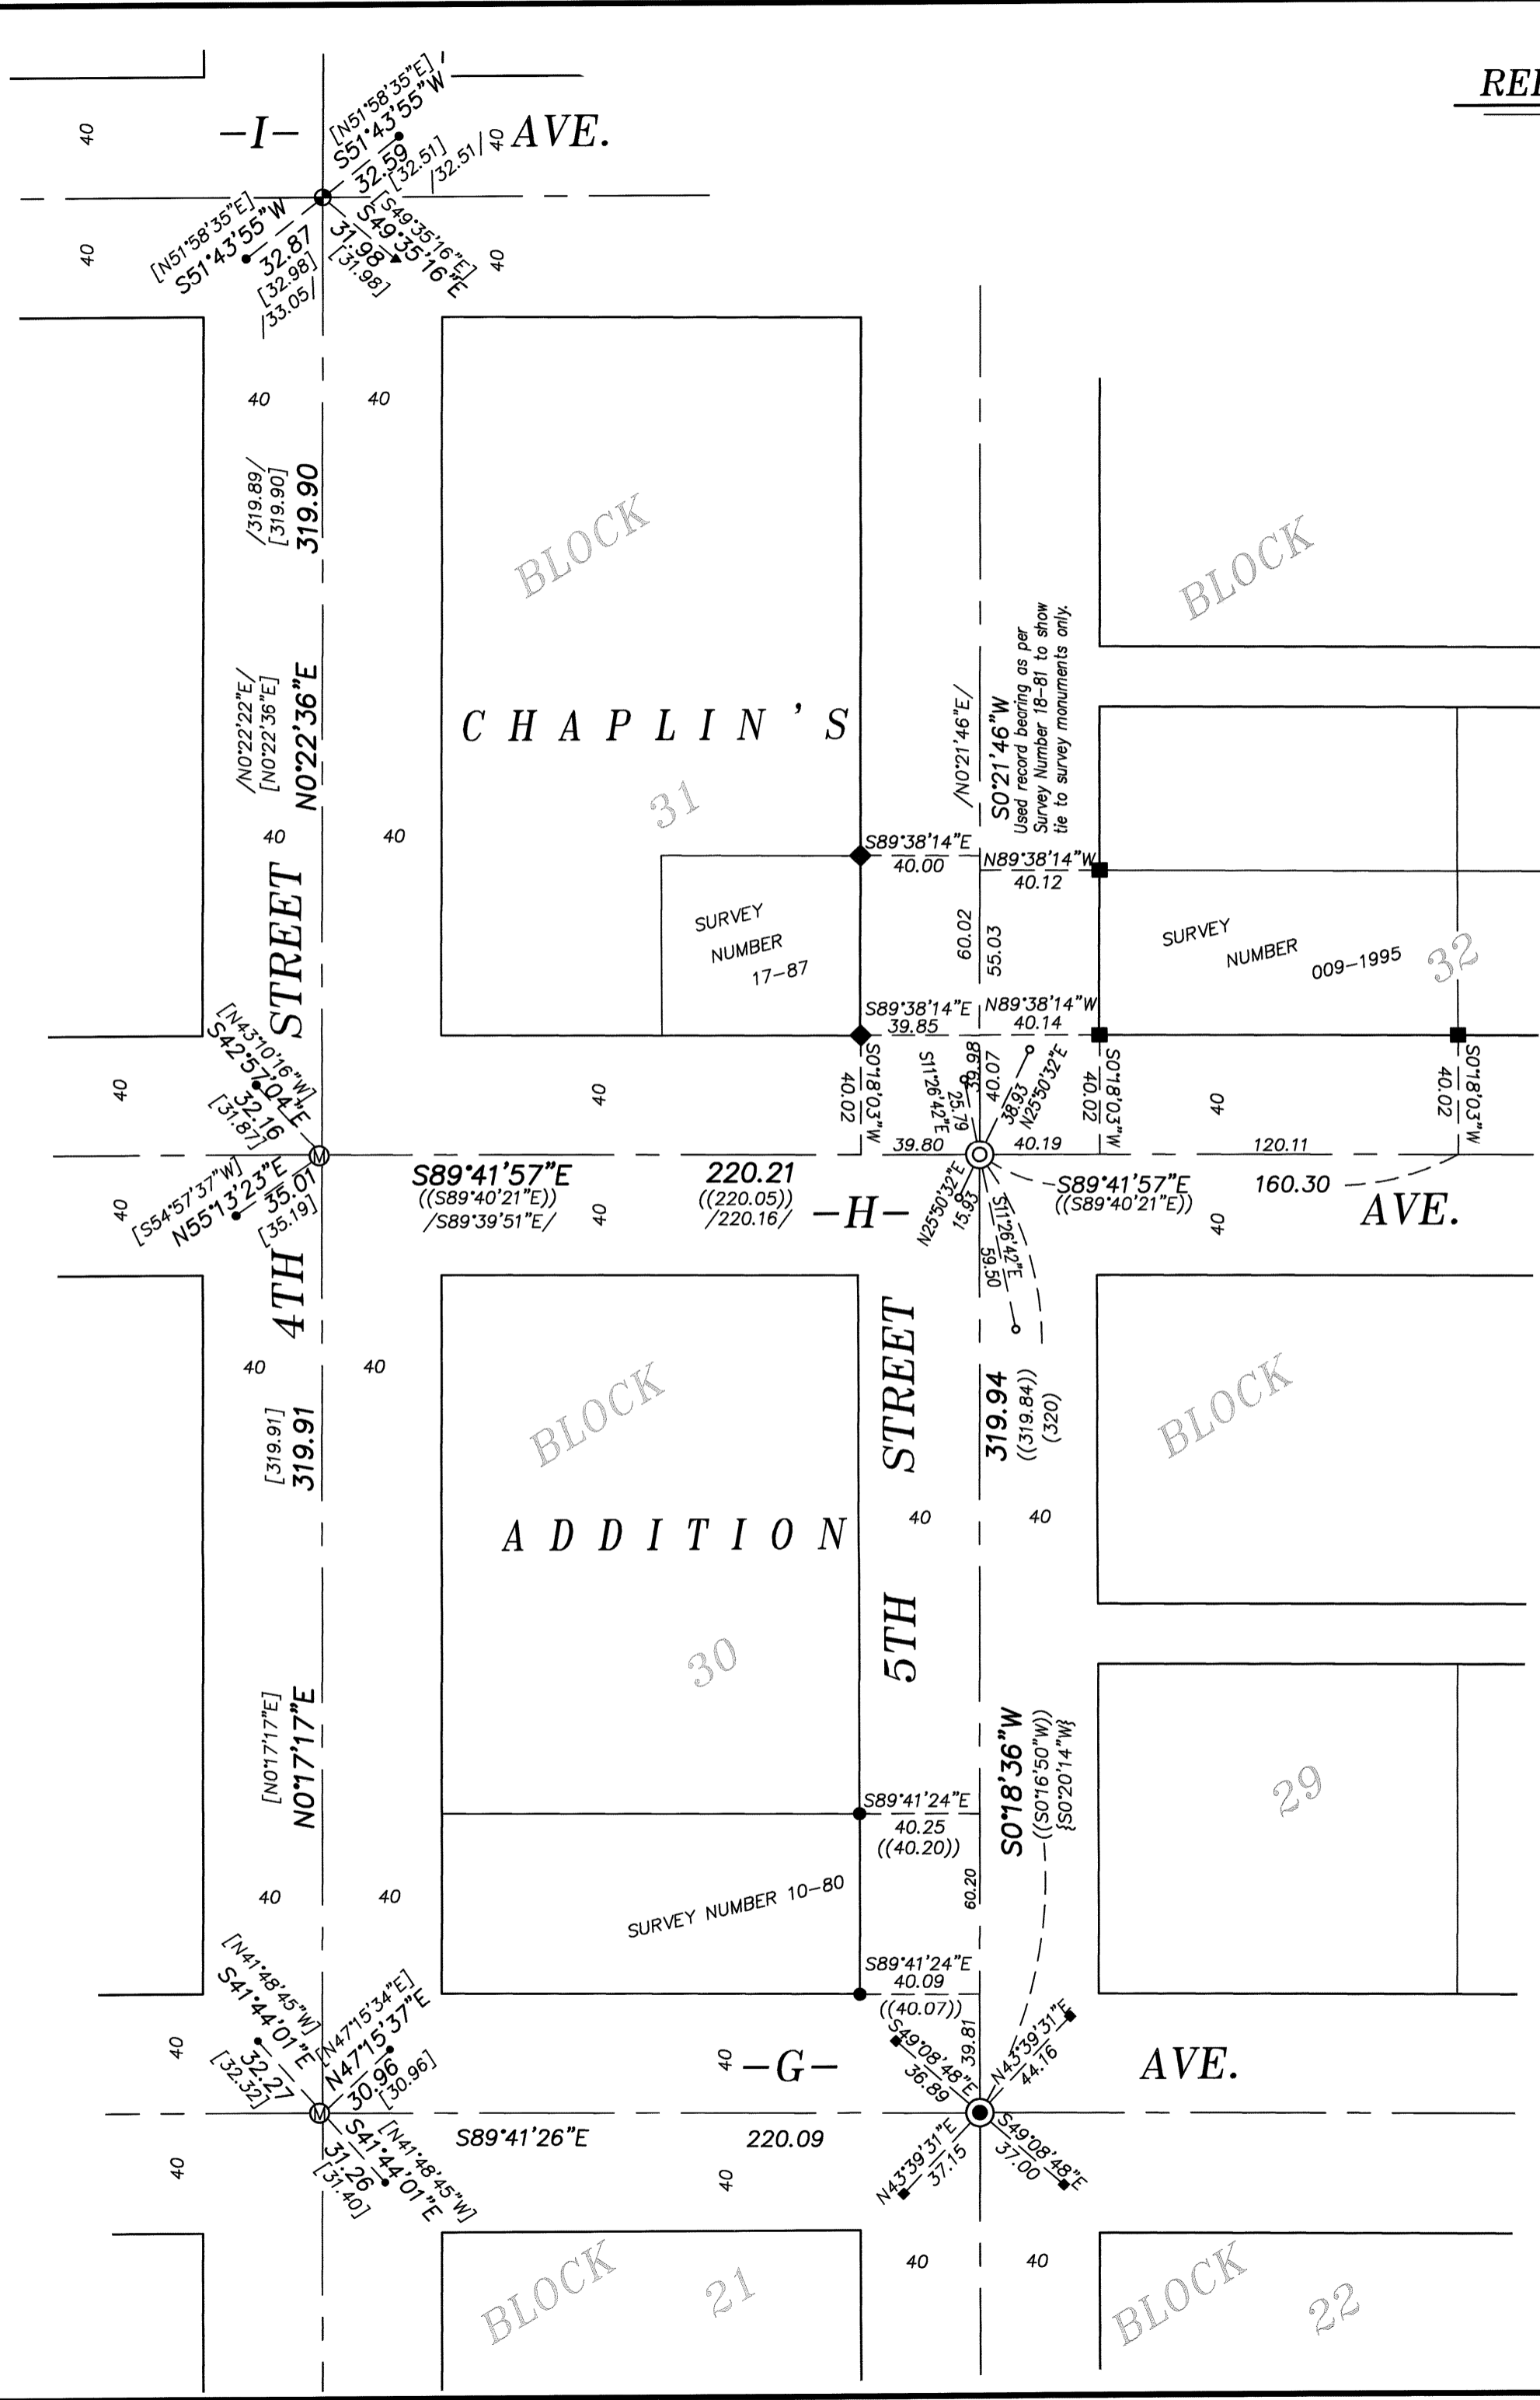 REF
[N51°58'35"E]
S51°43'55"W
32.59
[32.51]
/32.51/
-I- AVE.
40
40
40
40
[N51°58'35"E]
S51°43'55"W
32.87
[32.98]
/33.05/
[S49°35'16"E]
S49°35'16"E
31.98
[31.98]
40 40
/319.89/
[319.90]
319.90
BLOCK
BLOCK
/N0°22'22"E/
[N0°22'36"E]
N0°22'36"E
CHAPLIN'S
31
/N0°21'46"E/
S0°21'46"W
Used record bearing as per
Survey Number 18-81 to show
tie to survey monuments only.
40 40
S89°38'14"E
40.00
N89°38'14"W
40.12
SURVEY
NUMBER
17-87
60.02
55.03
SURVEY
NUMBER
009-1995
32
4TH STREET
S89°38'14"E
39.85
N89°38'14"W
40.14
[N43°10'16"W]
S42°57'04"E
32.16
[31.87]
40
40
S0°18'03"W
40.02
S11°26'42"E
25.79
39.98
40.07
38.93
N25°50'32"E
S0°18'03"W
40.02
40
S0°18'03"W
40.02
39.80
40.19
120.11
[S54°57'37"W]
N55°13'23"E
35.01
[35.19]
40
S89°41'57"E
((S89°40'21"E))
/S89°39'51"E/
40
220.21
((220.05))
/220.16/
-H- AVE.
N25°50'32"E
15.93
S11°26'42"E
59.50
S89°41'57"E
((S89°40'21"E))
160.30
40
40 40
[319.91]
319.91
BLOCK
5TH STREET
319.94
((319.84))
(320)
BLOCK
ADDITION
40 40
30
[N0°17'17"E]
N0°17'17"E
S0°18'36"W
((S0°16'50"W))
{S0°20'14"W}
29
S89°41'24"E
40.25
((40.20))
60.20
40 40
SURVEY NUMBER 10-80
S89°41'24"E
40.09
((40.07))
39.81
[N41°48'45"W]
S41°44'01"E
32.27
[32.32]
[N47°15'34"E]
N47°15'37"E
30.96
[30.96]
40
40
-G- AVE.
S49°08'48"E
36.89
N43°39'31"E
44.16
S89°41'26"E
220.09
[N41°48'45"W]
S41°44'01"E
31.26
[31.40]
40
40
N43°39'31"E
37.15
S49°08'48"E
37.00
40 40
BLOCK
21
BLOCK
22
M
M